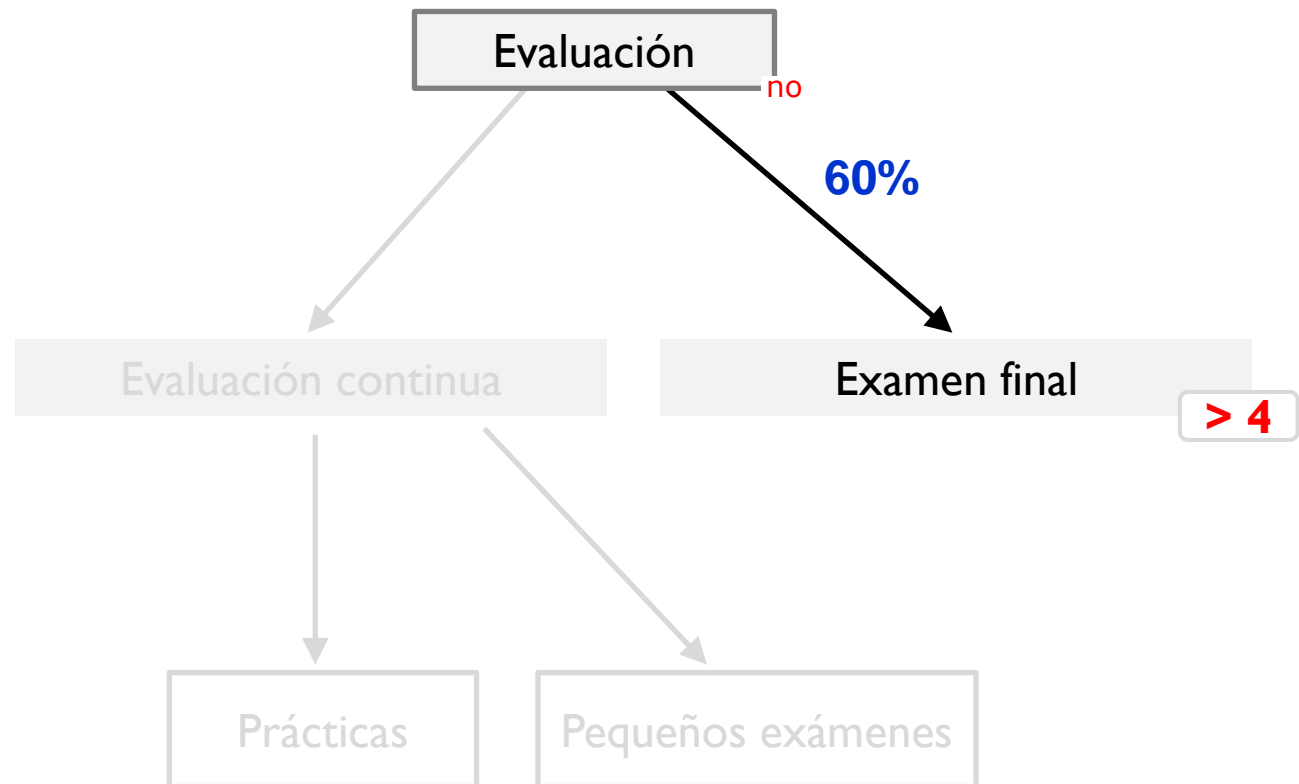 Evaluación
no
60%
Evaluación continua
Examen final
> 4
Prácticas
Pequeños exámenes